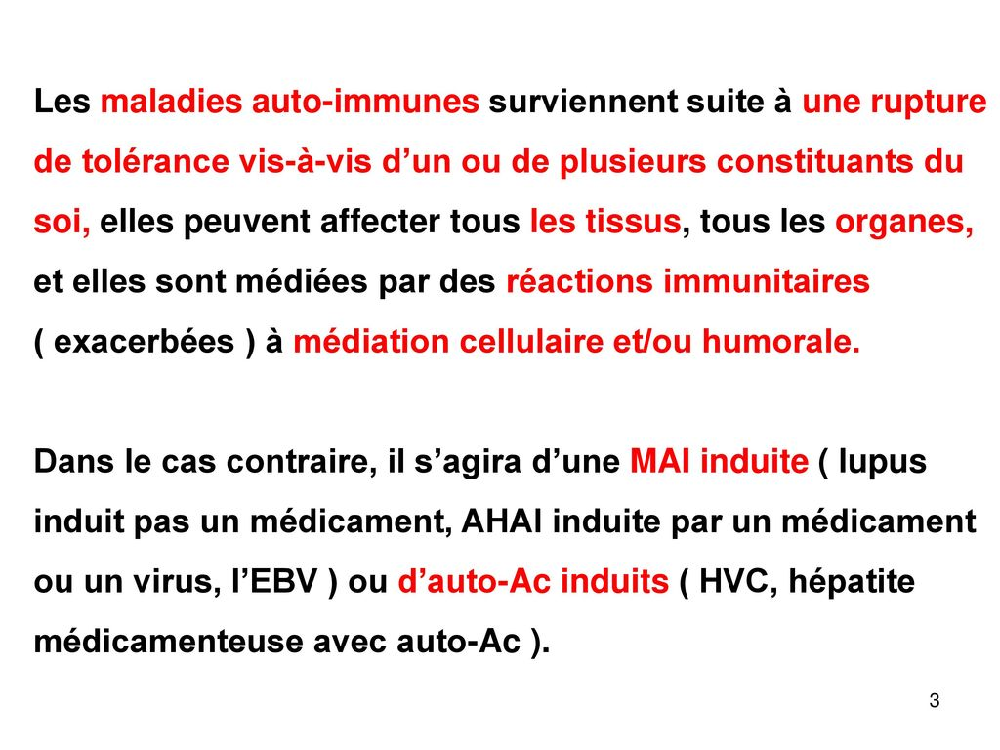 Les maladies auto-immunes surviennent suite à une rupture
de tolérance vis-à-vis d’un ou de plusieurs constituants du
soi, elles peuvent affecter tous les tissus, tous les organes,
et elles sont médiées par des réactions immunitaires
( exacerbées ) à médiation cellulaire et/ou humorale.
Dans le cas contraire, il s’agira d’une MAI induite ( lupus
induit pas un médicament, AHAI induite par un médicament
ou un virus, l’EBV ) ou d’auto-Ac induits ( HVC, hépatite
médicamenteuse avec auto-Ac ).
3